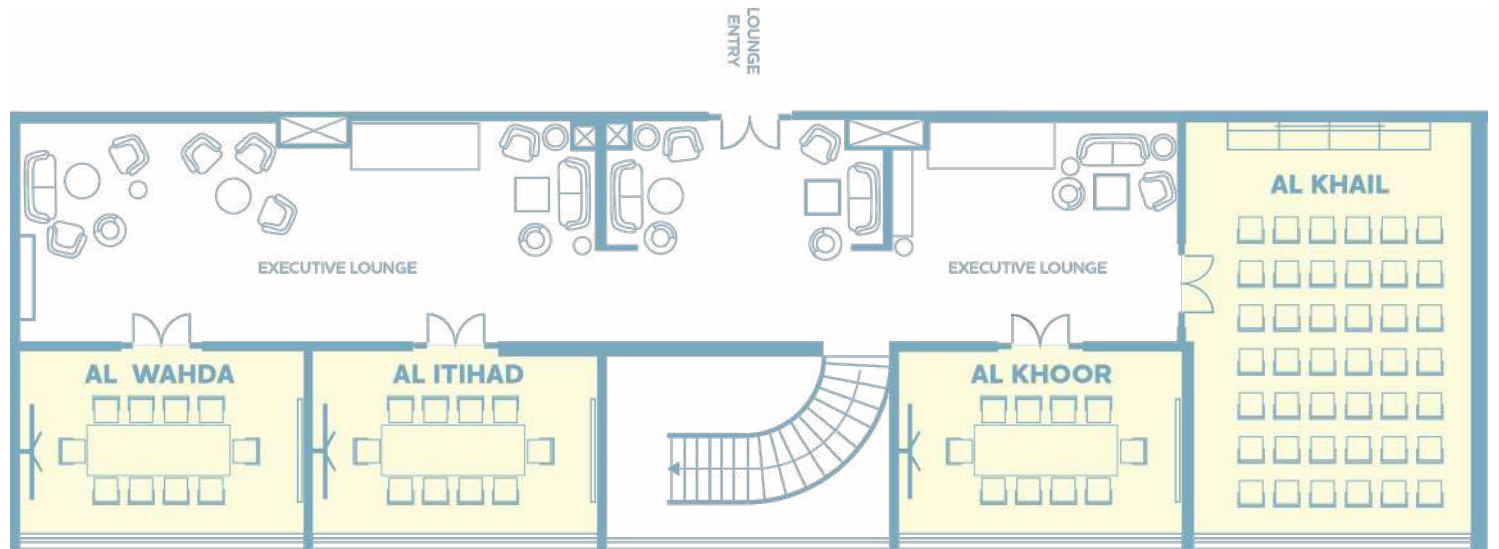 LOUNGE
ENTRY
AL KHAIL
EXECUTIVE LOUNGE
EXECUTIVE LOUNGE
AL WAHDA
AL ITIHAD
AL KHOOR